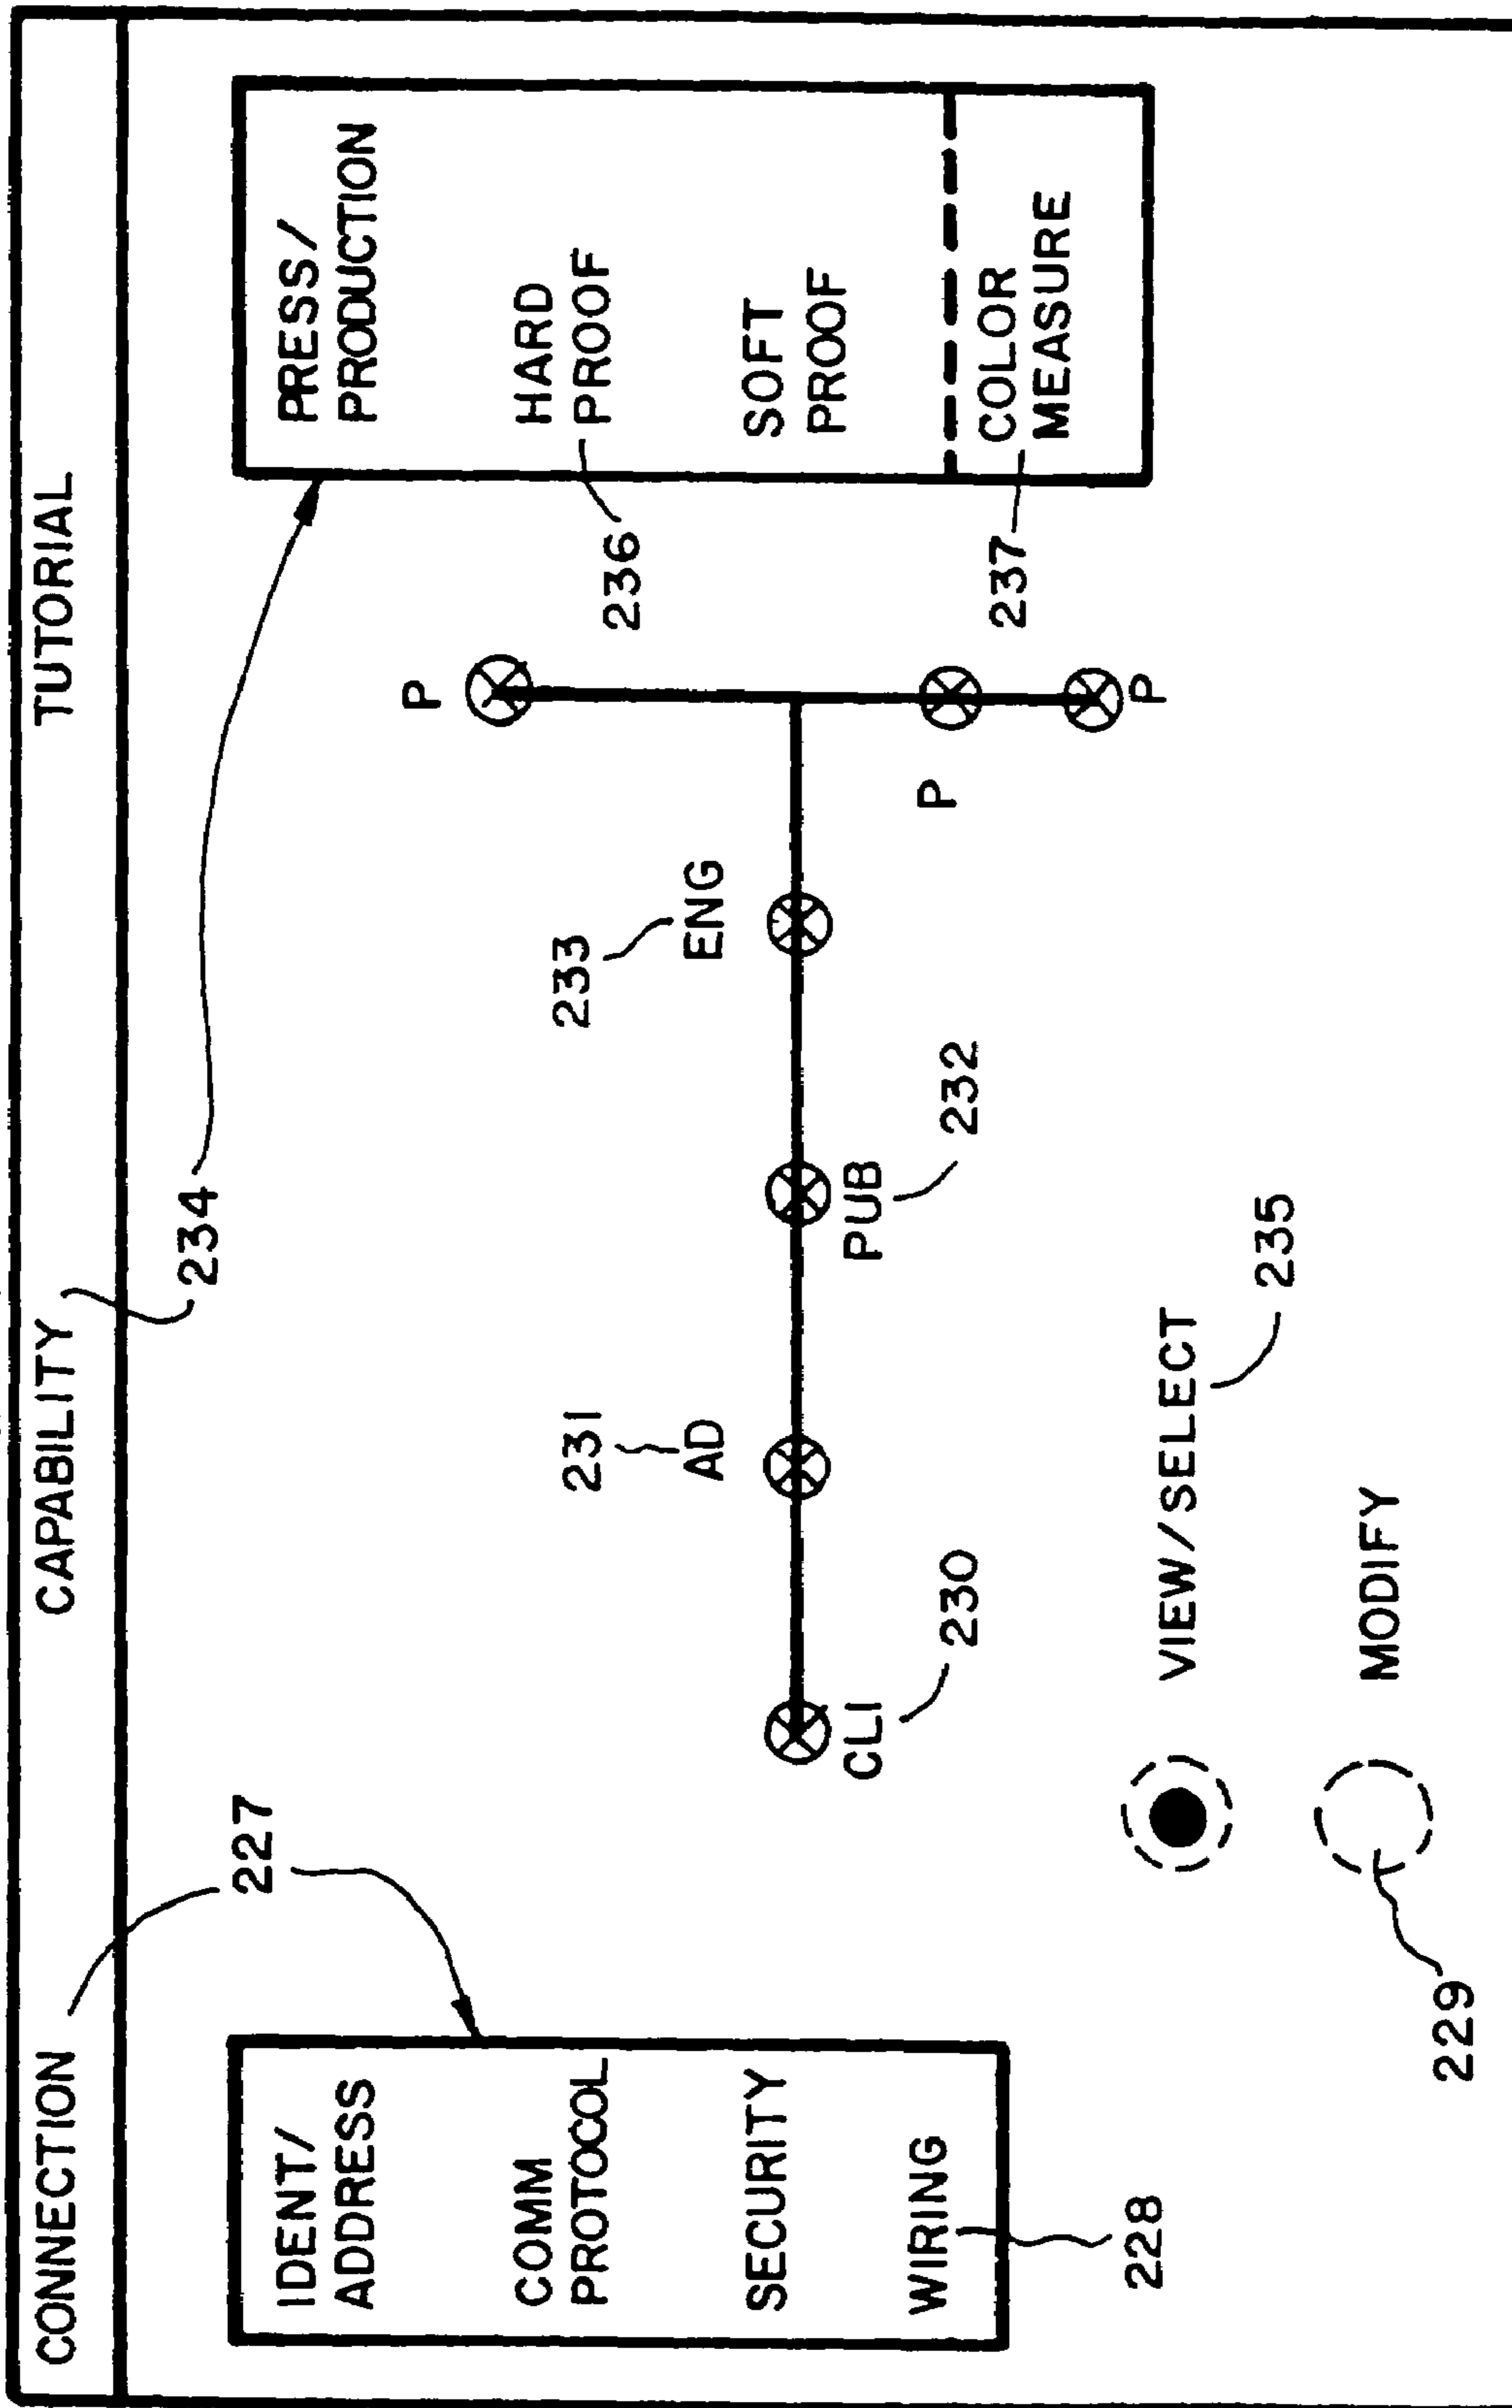 CONNECTION
CAPABILITY
TUTORIAL
227
234
IDENT/
ADDRESS
COMM
PROTOCOL
SECURITY
WIRING
228
PRESS/
PRODUCTION
HARD
PROOF
SOFT
PROOF
COLOR
MEASURE
236
237
P
P
P
231
AD
233
ENG
CLI
230
PUB
232
VIEW/SELECT
235
MODIFY
229